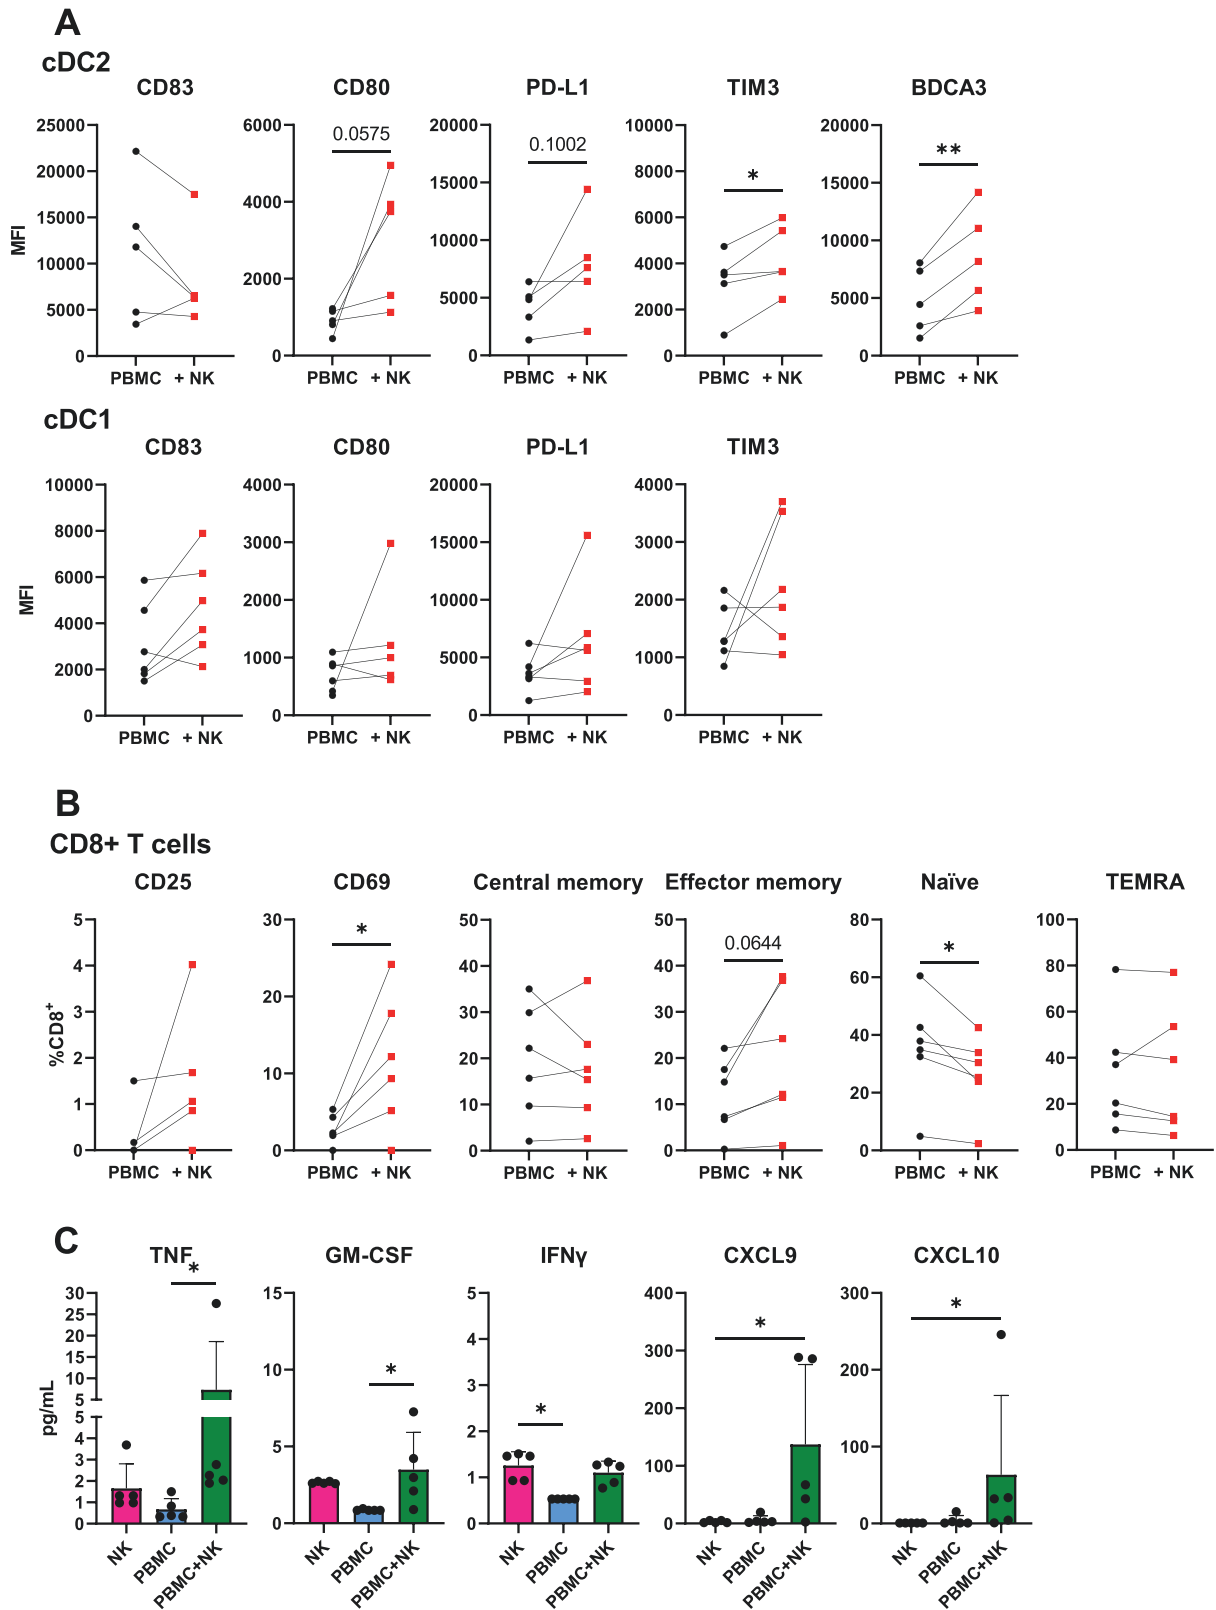 A
cDC2
CD83 CD80 PD-L1 TIM3 BDCA3
25000 6000 20000 10000 20000
0.0575 0.1002 * **
20000 15000 8000 15000
15000 4000 6000
MFI
10000 10000 10000
10000 4000
2000 5000 5000
5000 2000
0 0 0 0 0
PBMC + NK PBMC + NK PBMC + NK PBMC + NK PBMC + NK
cDC1
CD83 CD80 PD-L1 TIM3
10000 4000 20000 4000
8000 3000 15000 3000
6000
MFI
2000 10000 2000
4000
1000 5000 1000
2000
0 0 0 0
PBMC + NK PBMC + NK PBMC + NK PBMC + NK
B
CD8+ T cells
CD25 CD69 Central memory Effector memory Naïve TEMRA
5 30 50 50 80 100
* 0.0644 *
4 40 40 60 80
20
3 30 30 60
%CD8+
40
2 20 20 40
10
1 10 10 20 20
0 0 0 0 0 0
PBMC + NK PBMC + NK PBMC + NK PBMC + NK PBMC + NK PBMC + NK
C
TNF GM-CSF IFNγ CXCL9 CXCL10
* * * * *
30 15 5 400 300
25
20 4 300
15 10 200
10 3
5 200
pg/mL
5
4 2
3 5 100 100
2 1
1
0 0 0 0 0
NK PBMC PBMC+NK NK PBMC PBMC+NK NK PBMC PBMC+NK NK PBMC PBMC+NK NK PBMC PBMC+NK